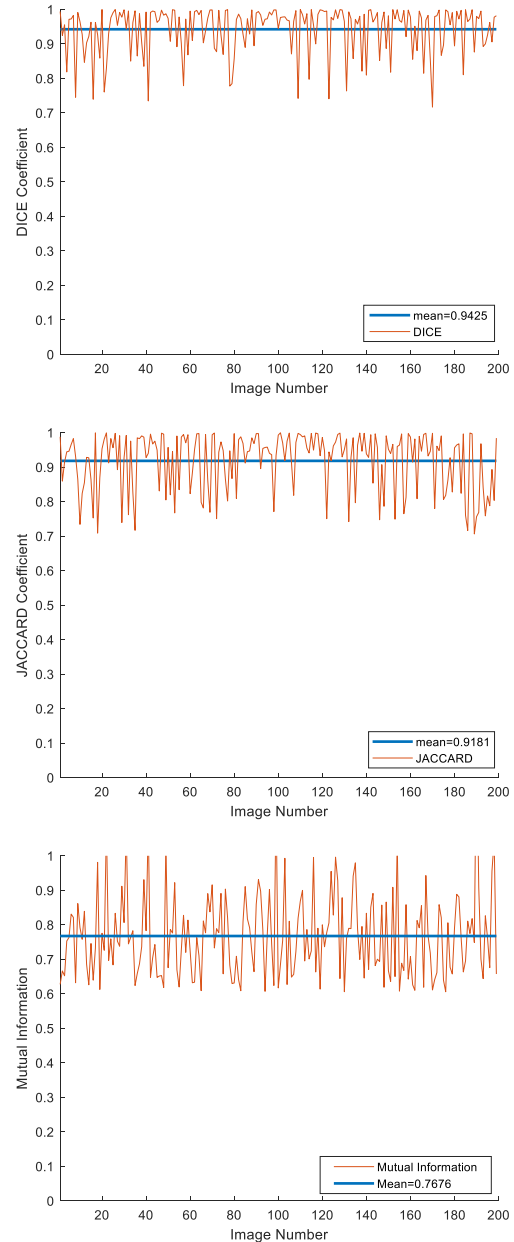 1
0.9
0.8
0.7
0.6
0.5
0.4
0.3
0.2
0.1
0
DICE Coefficient
mean=0.9425
DICE
20 40 60 80 100 120 140 160 180 200
Image Number
1
0.9
0.8
0.7
0.6
0.5
0.4
0.3
0.2
0.1
0
JACCARD Coefficient
mean=0.9181
JACCARD
20 40 60 80 100 120 140 160 180 200
Image Number
1
0.9
0.8
0.7
0.6
0.5
0.4
0.3
0.2
0.1
0
Mutual Information
Mutual Information
Mean=0.7676
20 40 60 80 100 120 140 160 180 200
Image Number